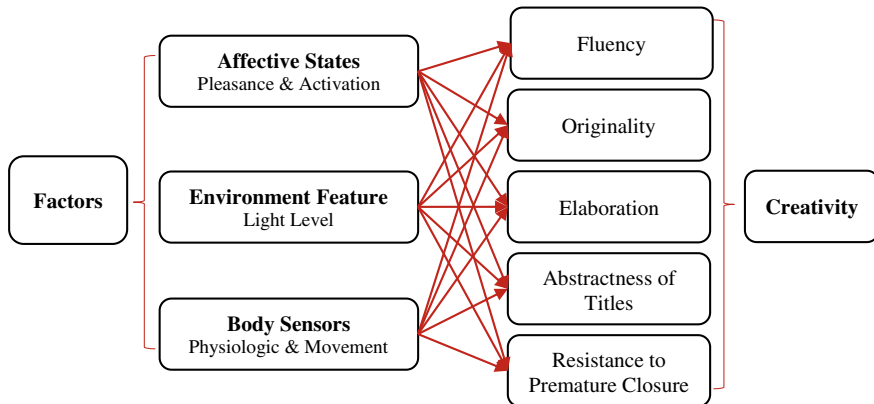 Factors
Affective States
Pleasance & Activation
Environment Feature
Light Level
Body Sensors
Physiologic & Movement
Fluency
Originality
Elaboration
Abstractness of
Titles
Resistance to
Premature Closure
Creativity